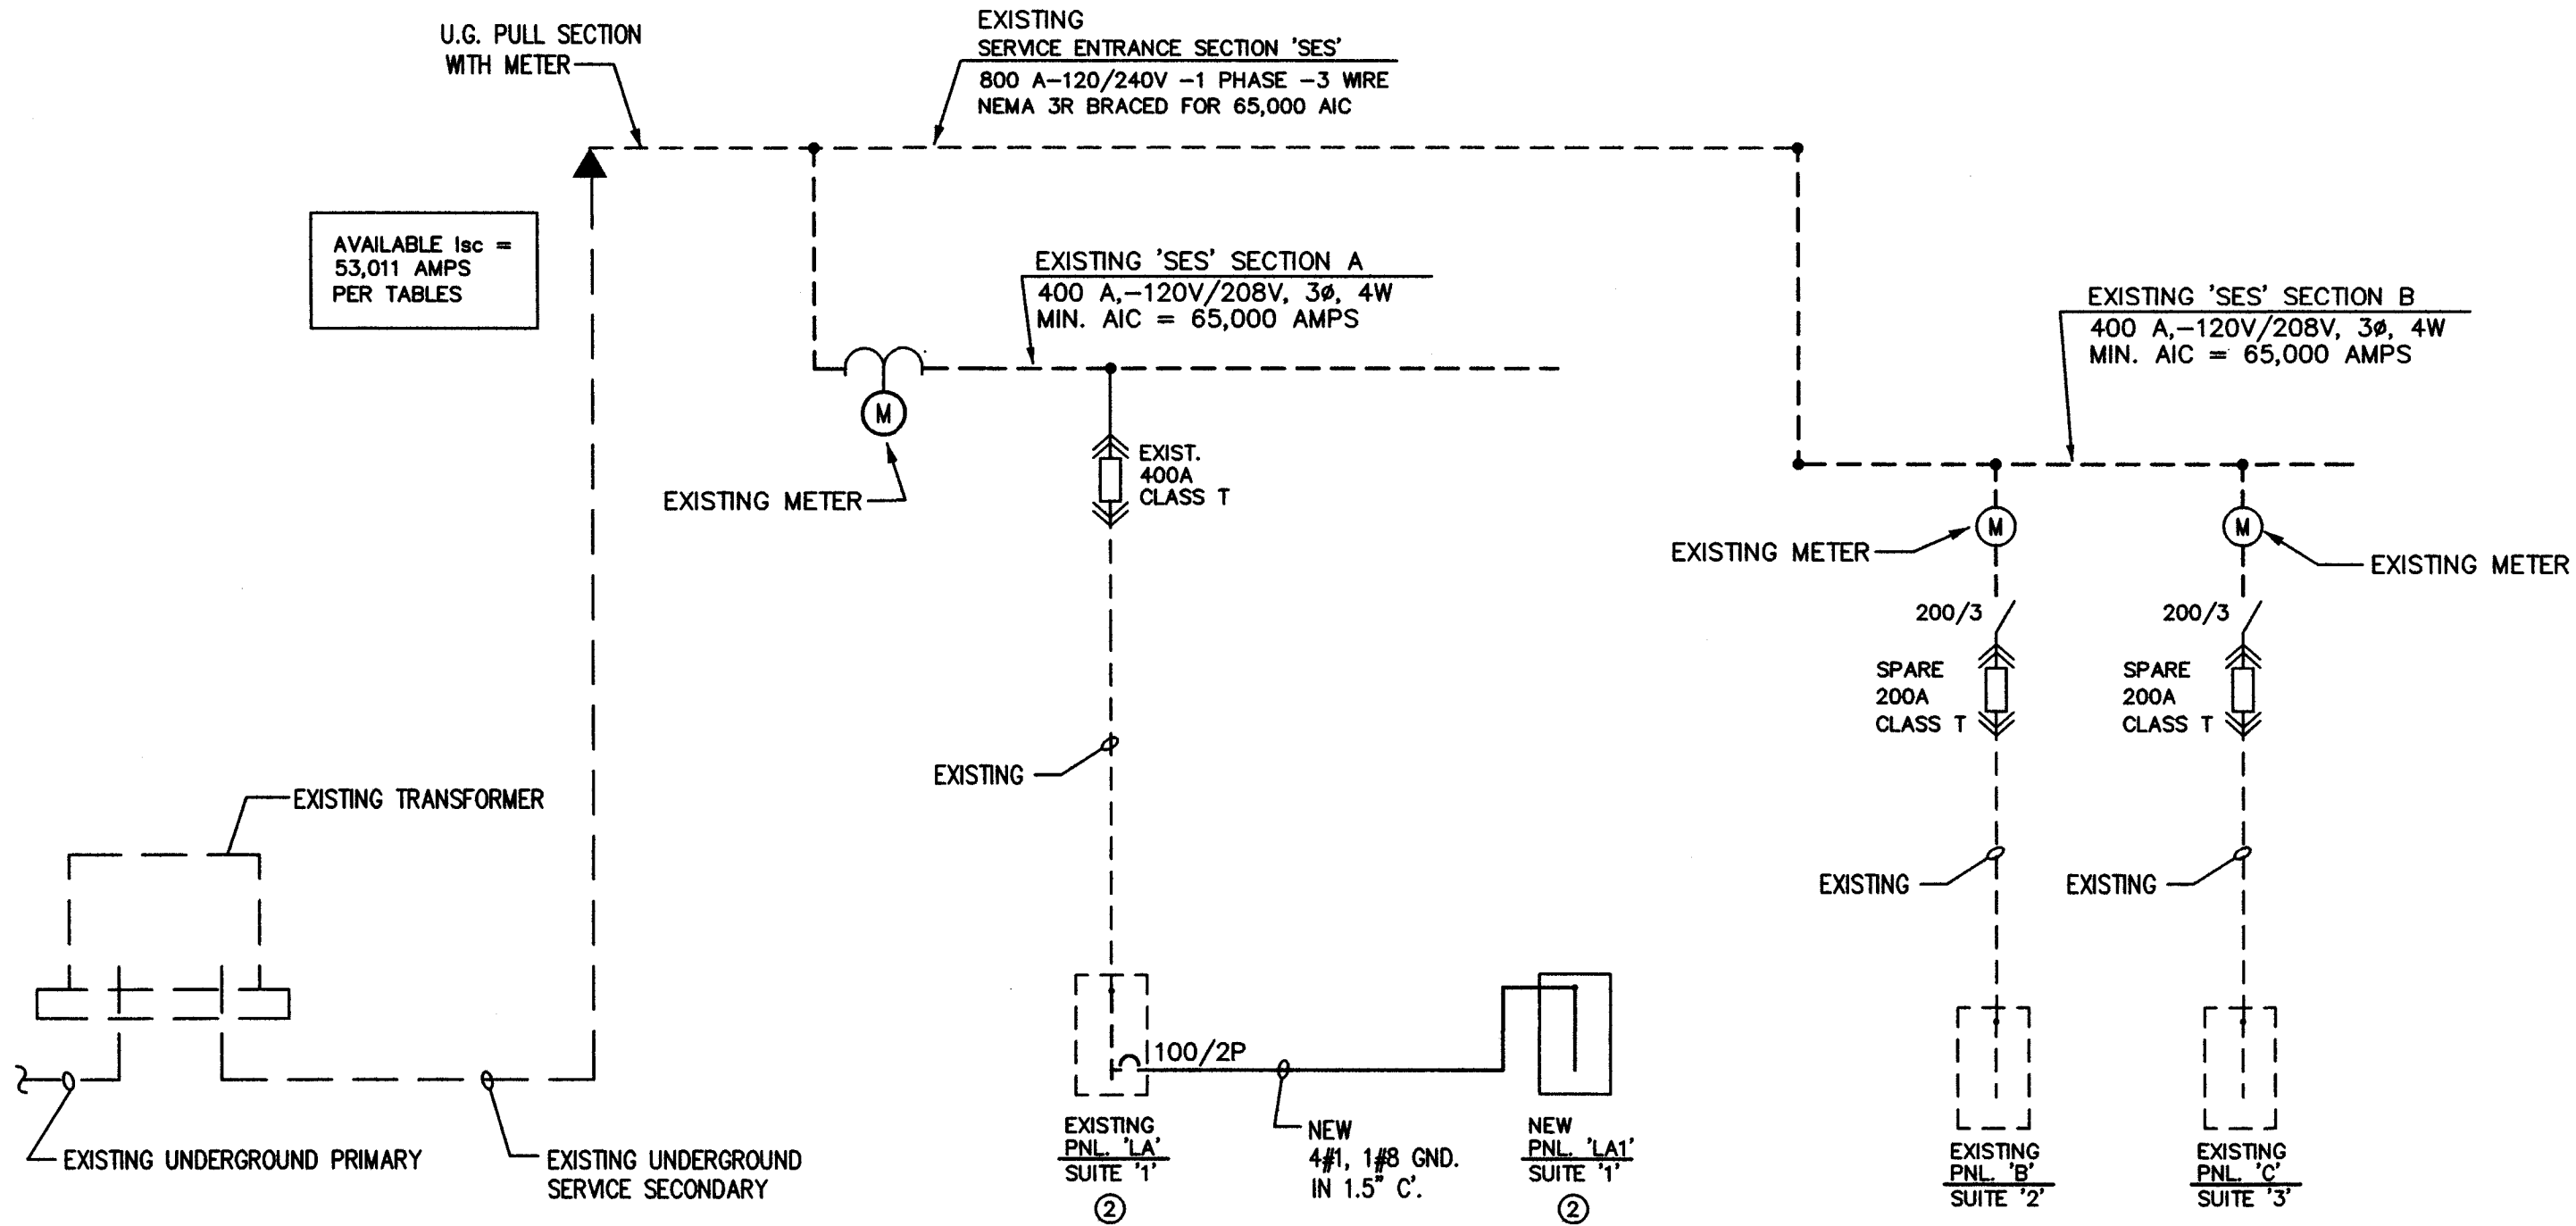 U.G. PULL SECTION
WITH METER
EXISTING
SERVICE ENTRANCE SECTION 'SES'
800 A-120/240V -1 PHASE -3 WIRE
NEMA 3R BRACED FOR 65,000 AIC
AVAILABLE Isc =
53,011 AMPS
PER TABLES
EXISTING 'SES' SECTION A
400 A,-120V/208V, 3ø, 4W
MIN. AIC = 65,000 AMPS
EXISTING 'SES' SECTION B
400 A,-120V/208V, 3ø, 4W
MIN. AIC = 65,000 AMPS
M
EXISTING METER
EXIST.
400A
CLASS T
M
EXISTING METER
M
EXISTING METER
200/3
200/3
SPARE
200A
CLASS T
SPARE
200A
CLASS T
EXISTING
EXISTING TRANSFORMER
EXISTING
EXISTING
100/2P
EXISTING UNDERGROUND PRIMARY
EXISTING UNDERGROUND
SERVICE SECONDARY
EXISTING
PNL. 'LA'
SUITE '1'
2
NEW
4#1, 1#8 GND.
IN 1.5" C'.
NEW
PNL. 'LA1'
SUITE '1'
2
EXISTING
PNL. 'B'
SUITE '2'
EXISTING
PNL. 'C'
SUITE '3'